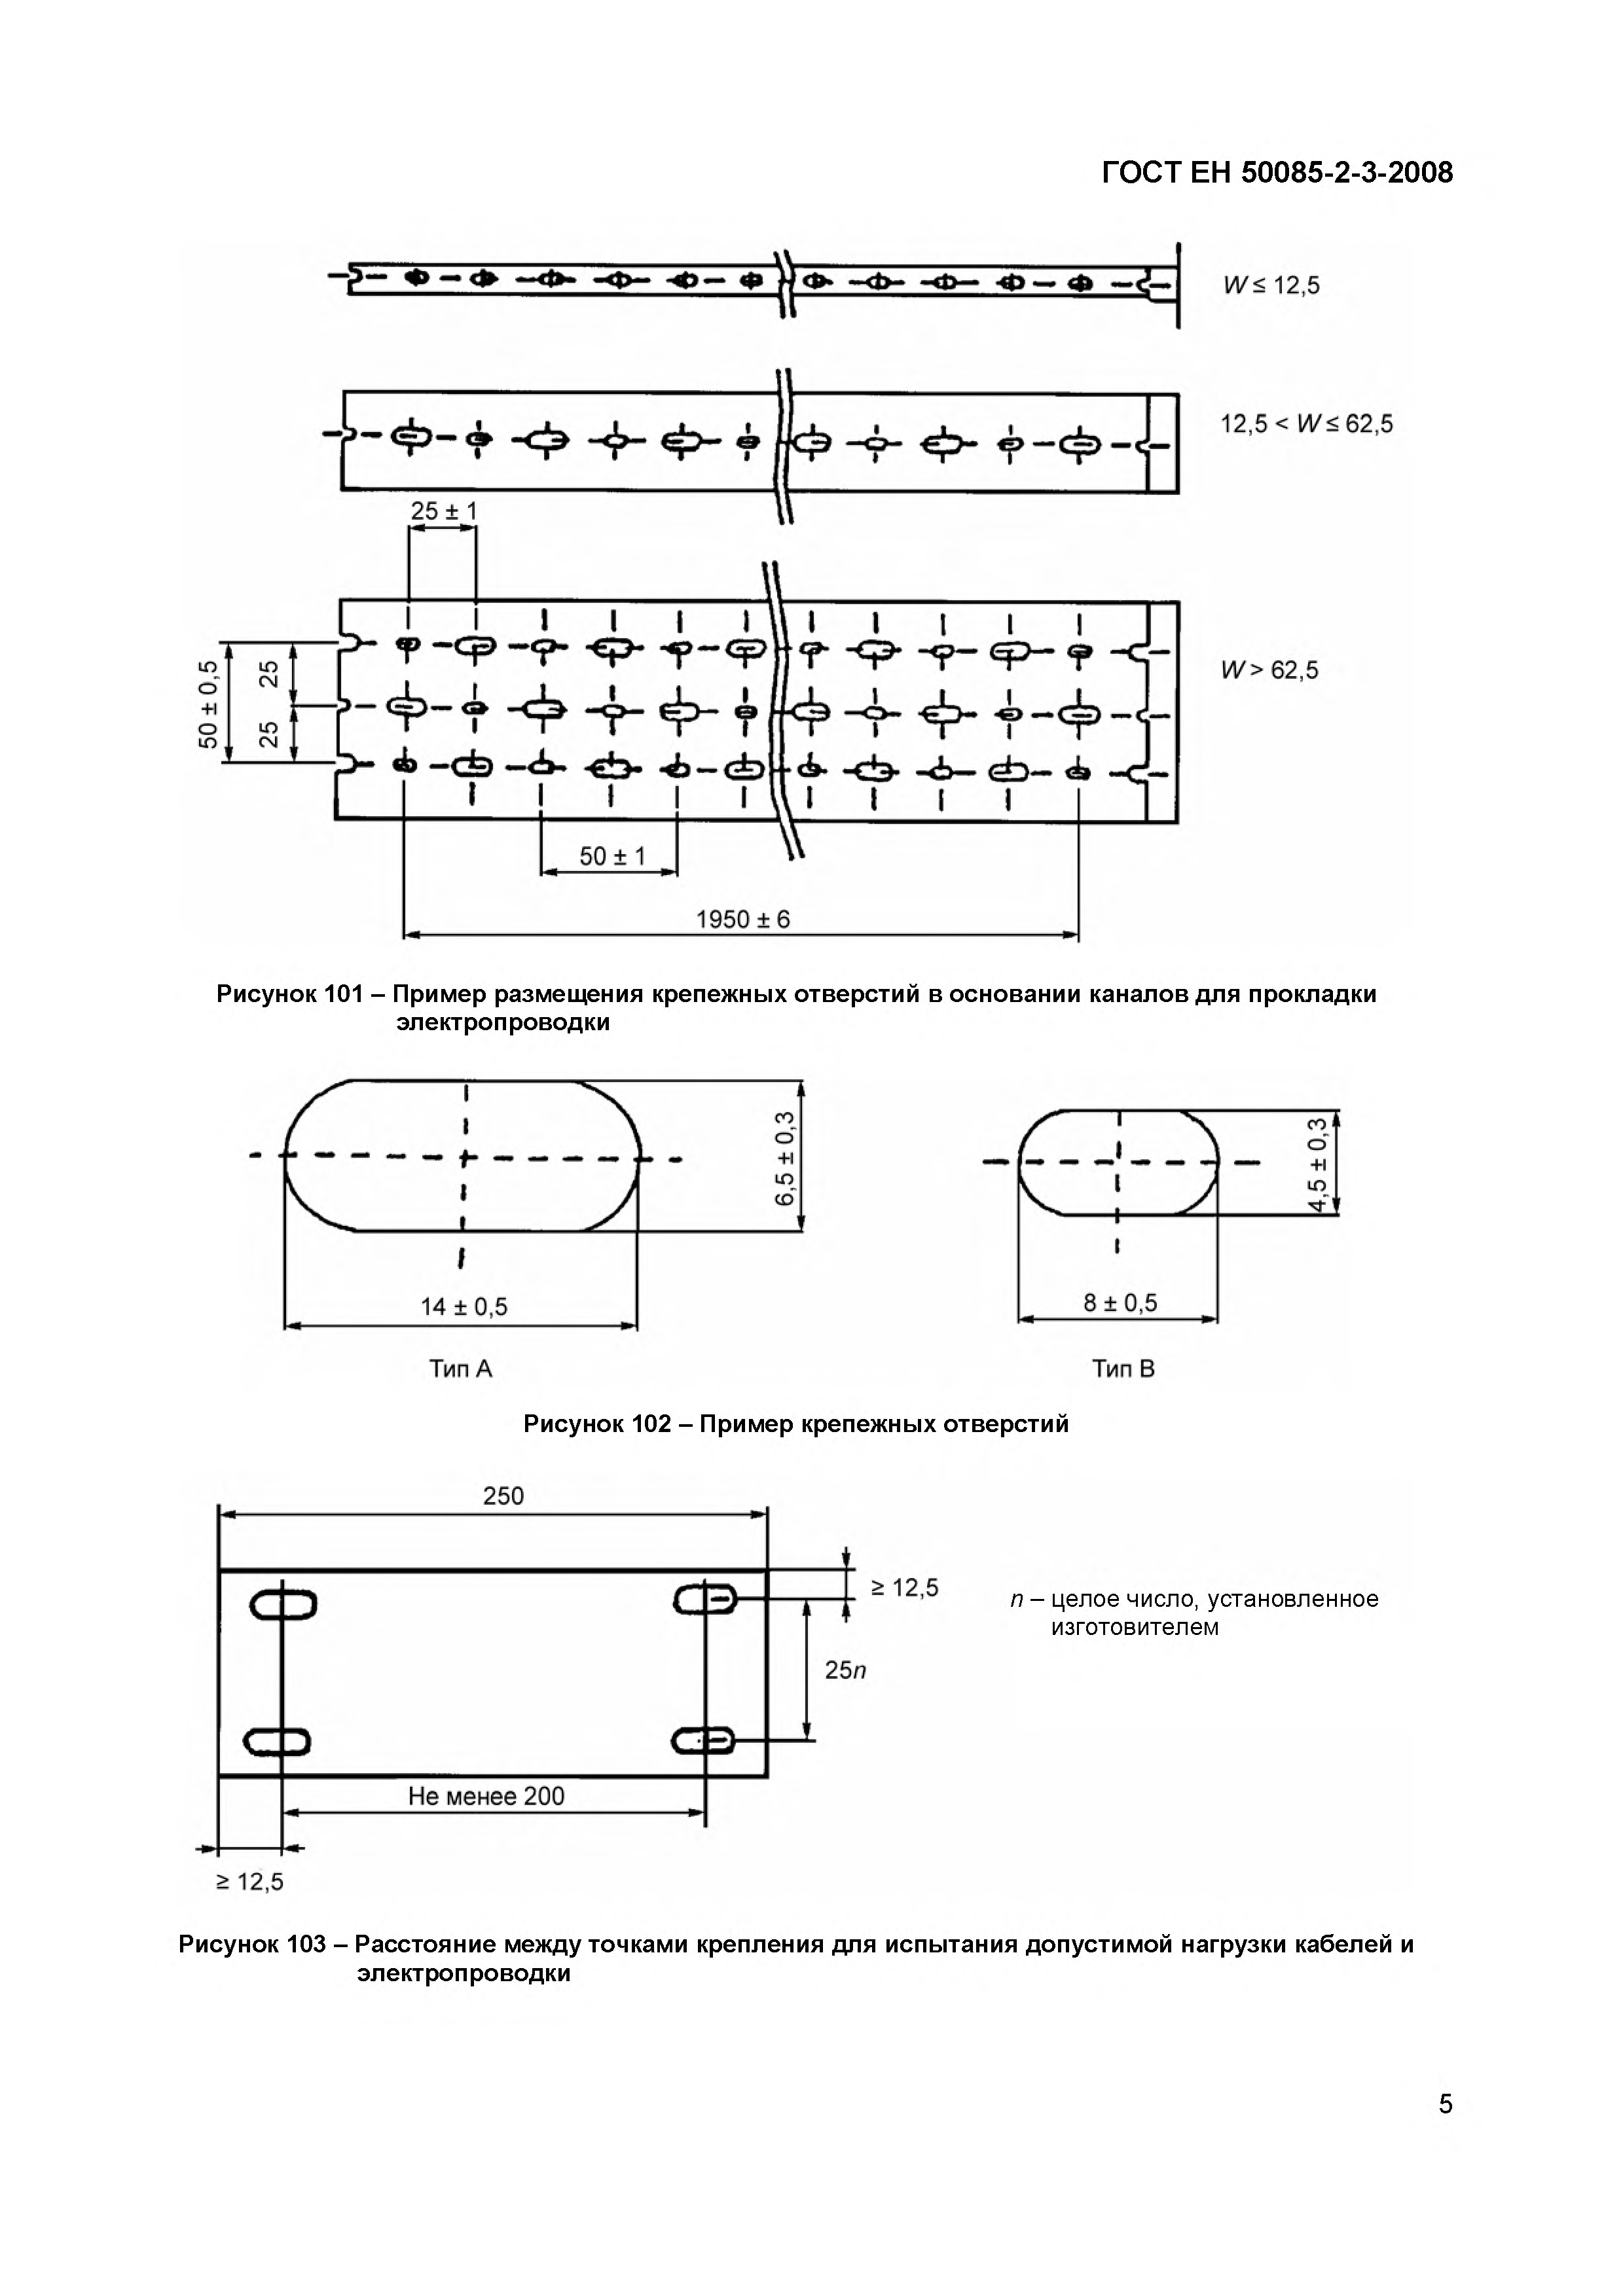 ГОСТ ЕН 50085-2-3-2008
W ≤ 12,5
12,5 < W ≤ 62,5
25 ± 1
50 ± 0,5
25
25
W > 62,5
50 ± 1
1950 ± 6
Рисунок 101 – Пример размещения крепежных отверстий в основании каналов для прокладки
электропроводки
6,5 ± 0,3
4,5 ± 0,3
14 ± 0,5
8 ± 0,5
Тип А
Тип В
Рисунок 102 – Пример крепежных отверстий
250
≥ 12,5
n – целое число, установленное
изготовителем
25n
Не менее 200
≥ 12,5
Рисунок 103 – Расстояние между точками крепления для испытания допустимой нагрузки кабелей и
электропроводки
5